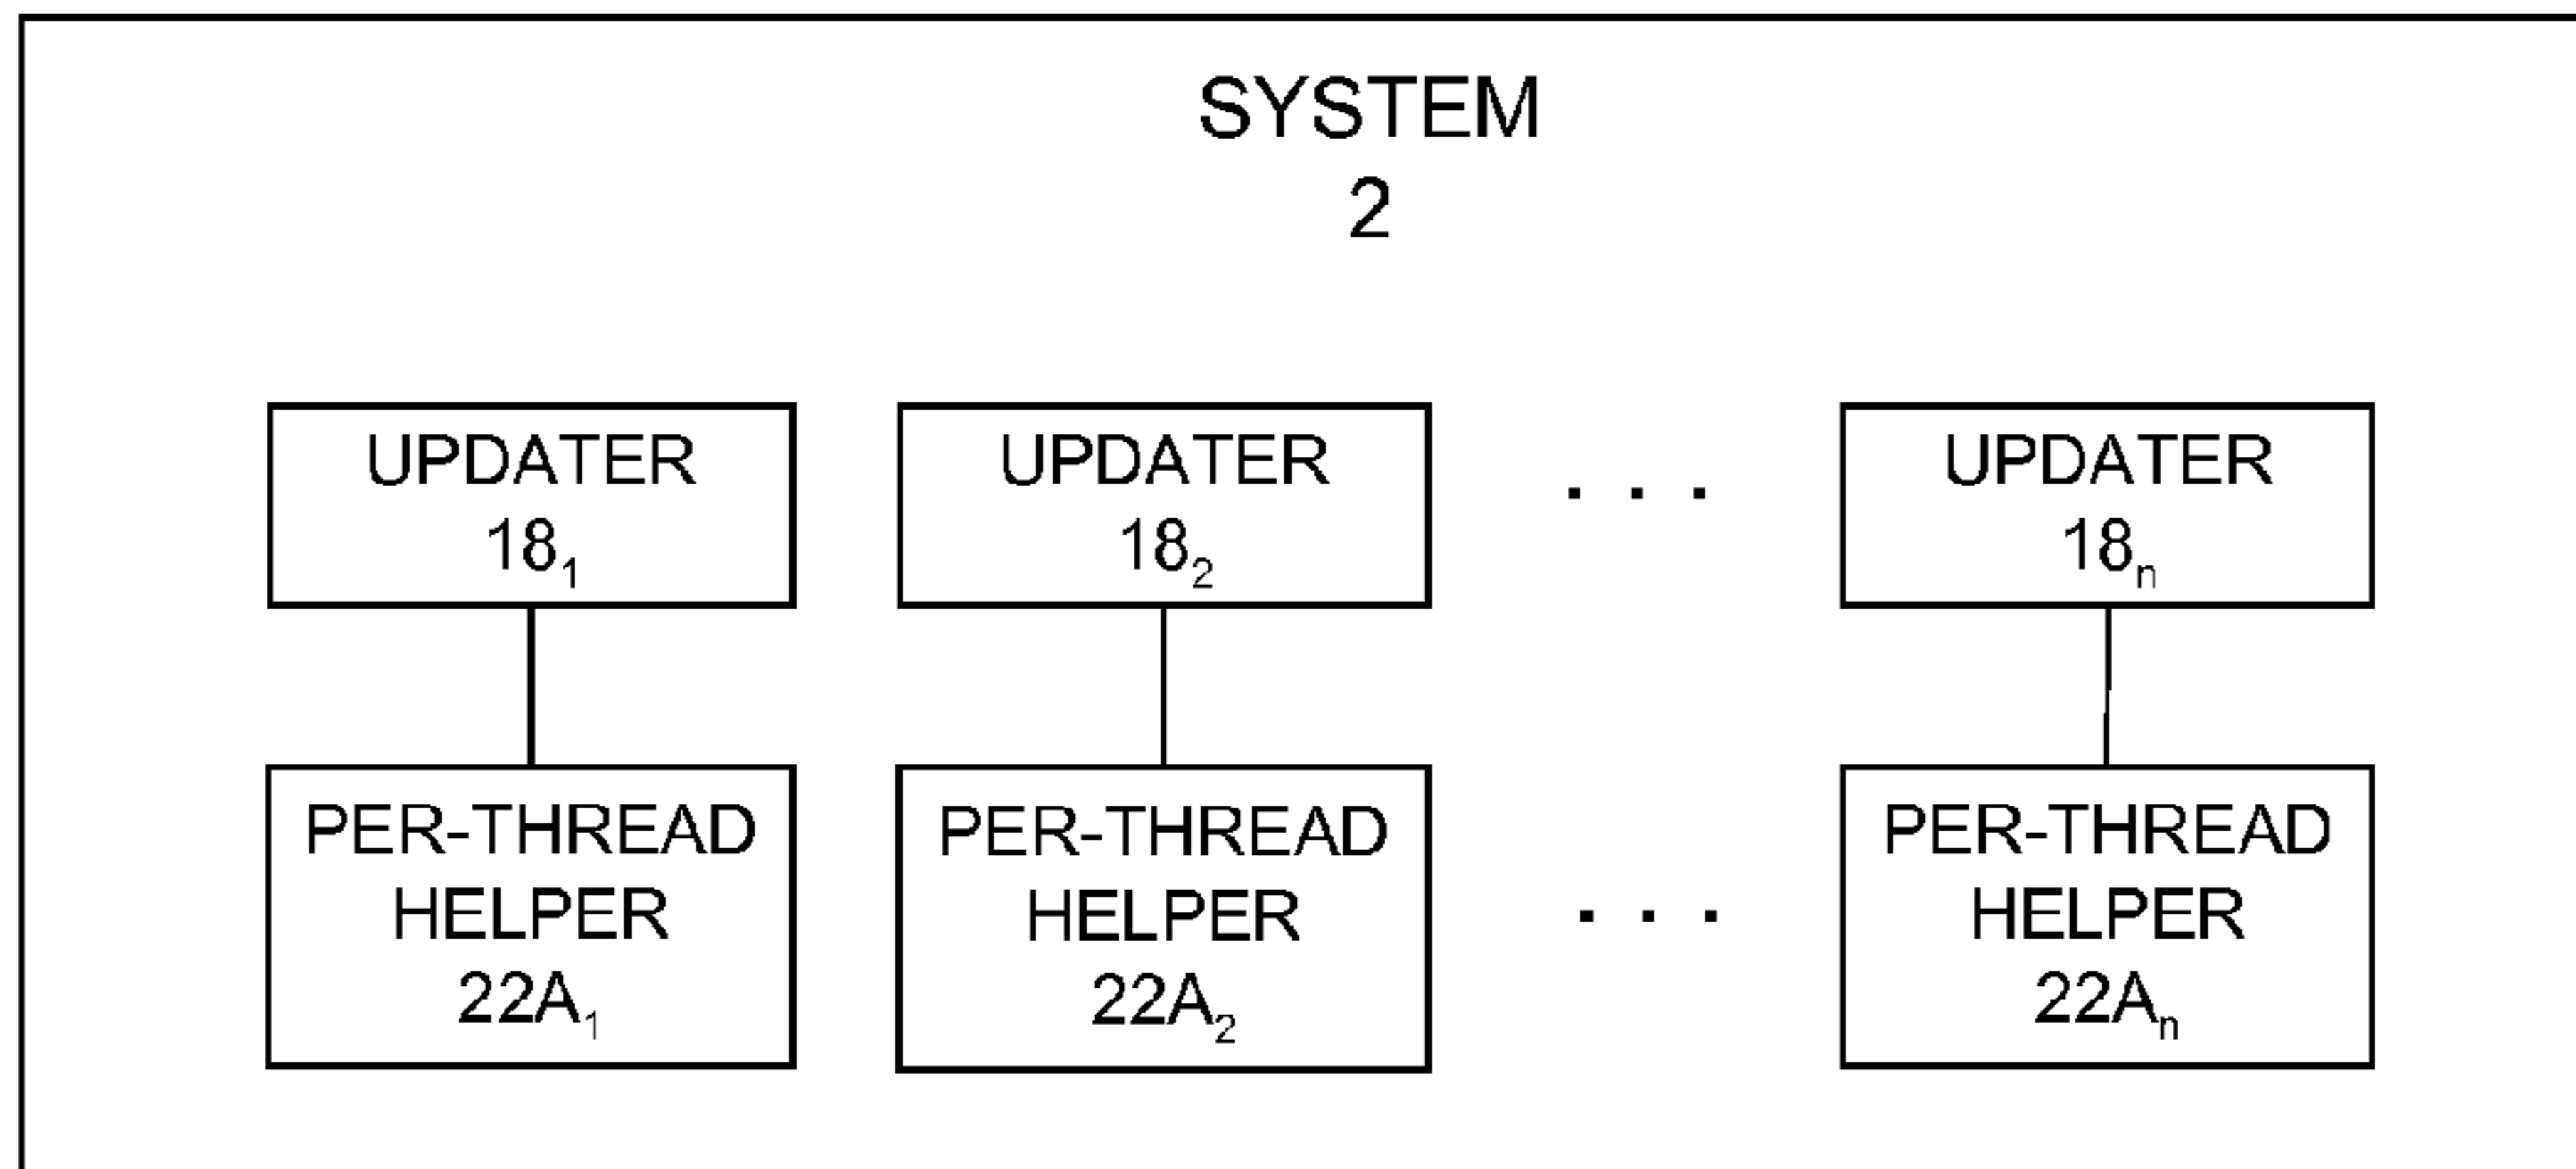 SYSTEM
2
UPDATER UPDATER . . . UPDATER
18₁ 18₂ 18ₙ
PER-THREAD PER-THREAD PER-THREAD
HELPER HELPER . . . HELPER
22A₁ 22A₂ 22Aₙ